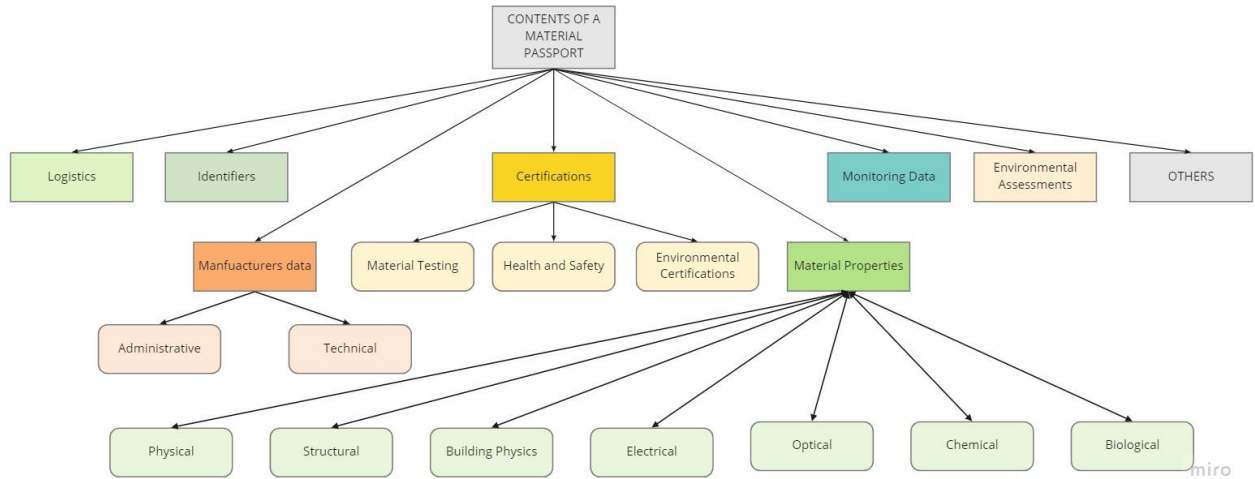 CONTENTS OF A
MATERIAL
PASSPORT
Logistics
Identifiers
Certifications
Monitoring Data
Environmental
Assessments
OTHERS
Manfuacturers data
Material Testing
Health and Safety
Environmental
Certifications
Material Properties
Administrative
Technical
Physical
Structural
Building Physics
Electrical
Optical
Chemical
Biological
miro